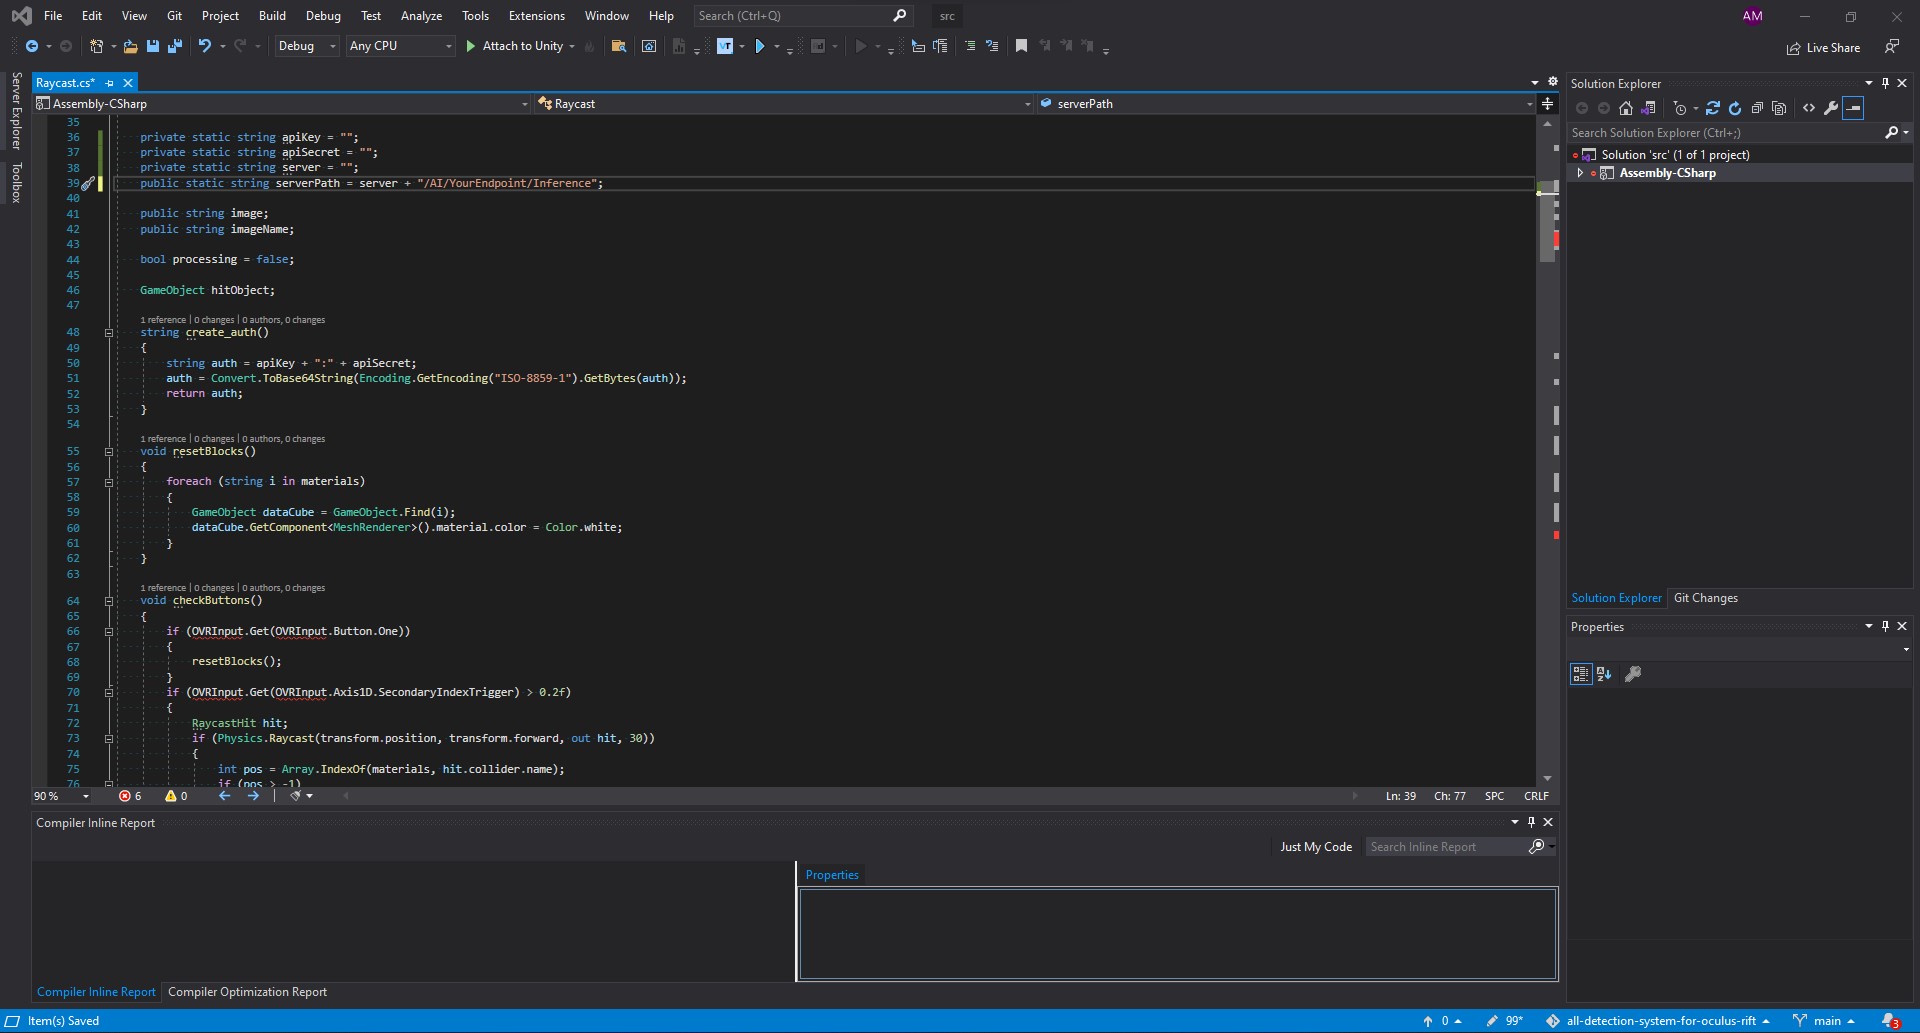 File Edit View Git Project Build Debug Test Analyze Tools Extensions Window Help Search (Ctrl+Q) src AM
Debug Any CPU Attach to Unity VT Live Share
Server Explorer
Toolbox
Raycast.cs*
Assembly-CSharp Raycast serverPath
35
36 private static string apiKey = "";
37 private static string apiSecret = "";
38 private static string server = "";
39 public static string serverPath = server + "/AI/YourEndpoint/Inference";
40
41 public string image;
42 public string imageName;
43
44 bool processing = false;
45
46 GameObject hitObject;
47
1 reference | 0 changes | 0 authors, 0 changes
48 string create_auth()
49 {
50 string auth = apiKey + ":" + apiSecret;
51 auth = Convert.ToBase64String(Encoding.GetEncoding("ISO-8859-1").GetBytes(auth));
52 return auth;
53 }
54
1 reference | 0 changes | 0 authors, 0 changes
55 void resetBlocks()
56 {
57 foreach (string i in materials)
58 {
59 GameObject dataCube = GameObject.Find(i);
60 dataCube.GetComponent<MeshRenderer>().material.color = Color.white;
61 }
62 }
63
1 reference | 0 changes | 0 authors, 0 changes
64 void checkButtons()
65 {
66 if (OVRInput.Get(OVRInput.Button.One))
67 {
68 resetBlocks();
69 }
70 if (OVRInput.Get(OVRInput.Axis1D.SecondaryIndexTrigger) > 0.2f)
71 {
72 RaycastHit hit;
73 if (Physics.Raycast(transform.position, transform.forward, out hit, 30))
74 {
75 int pos = Array.IndexOf(materials, hit.collider.name);
76 if (pos > -1)
90 % 6 0 Ln: 39 Ch: 77 SPC CRLF
Compiler Inline Report
Just My Code Search Inline Report
Properties
Compiler Inline Report Compiler Optimization Report
Solution Explorer
Search Solution Explorer (Ctrl+;)
Solution 'src' (1 of 1 project)
Assembly-CSharp
Solution Explorer Git Changes
Properties
Item(s) Saved 0 99* all-detection-system-for-oculus-rift main 3